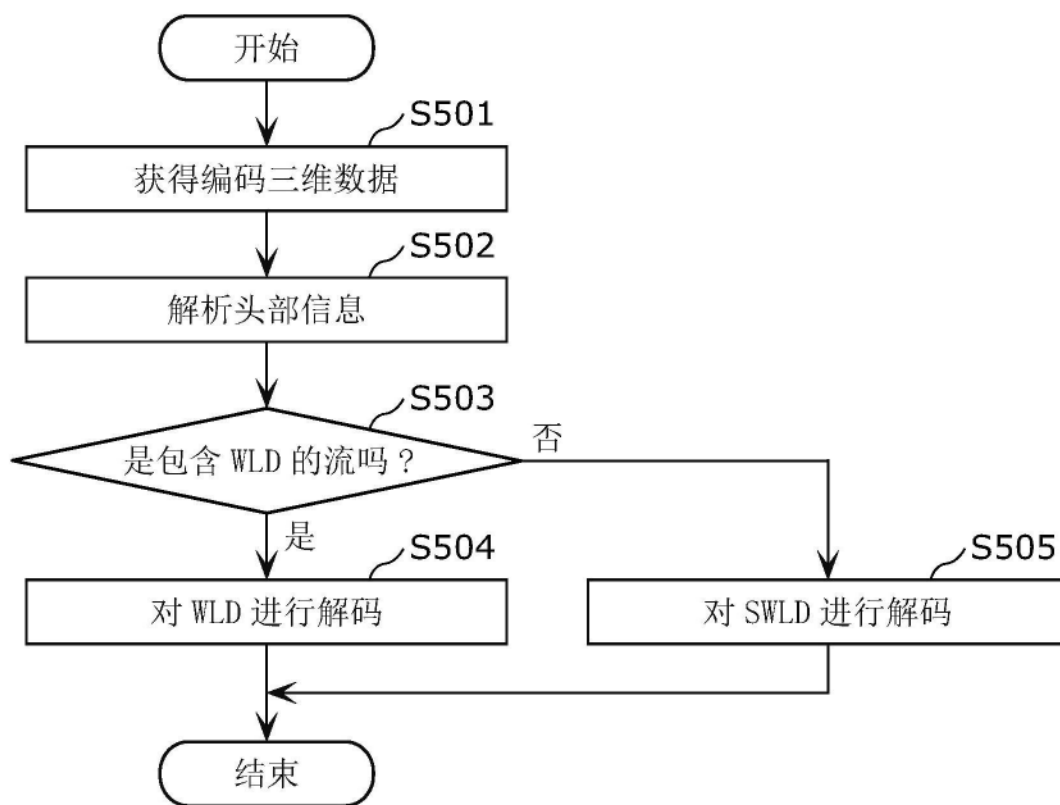 开始
S501
获得编码三维数据
S502
解析头部信息
S503
是包含 WLD 的流吗？
否
是
S504
对 WLD 进行解码
S505
对 SWLD 进行解码
结束